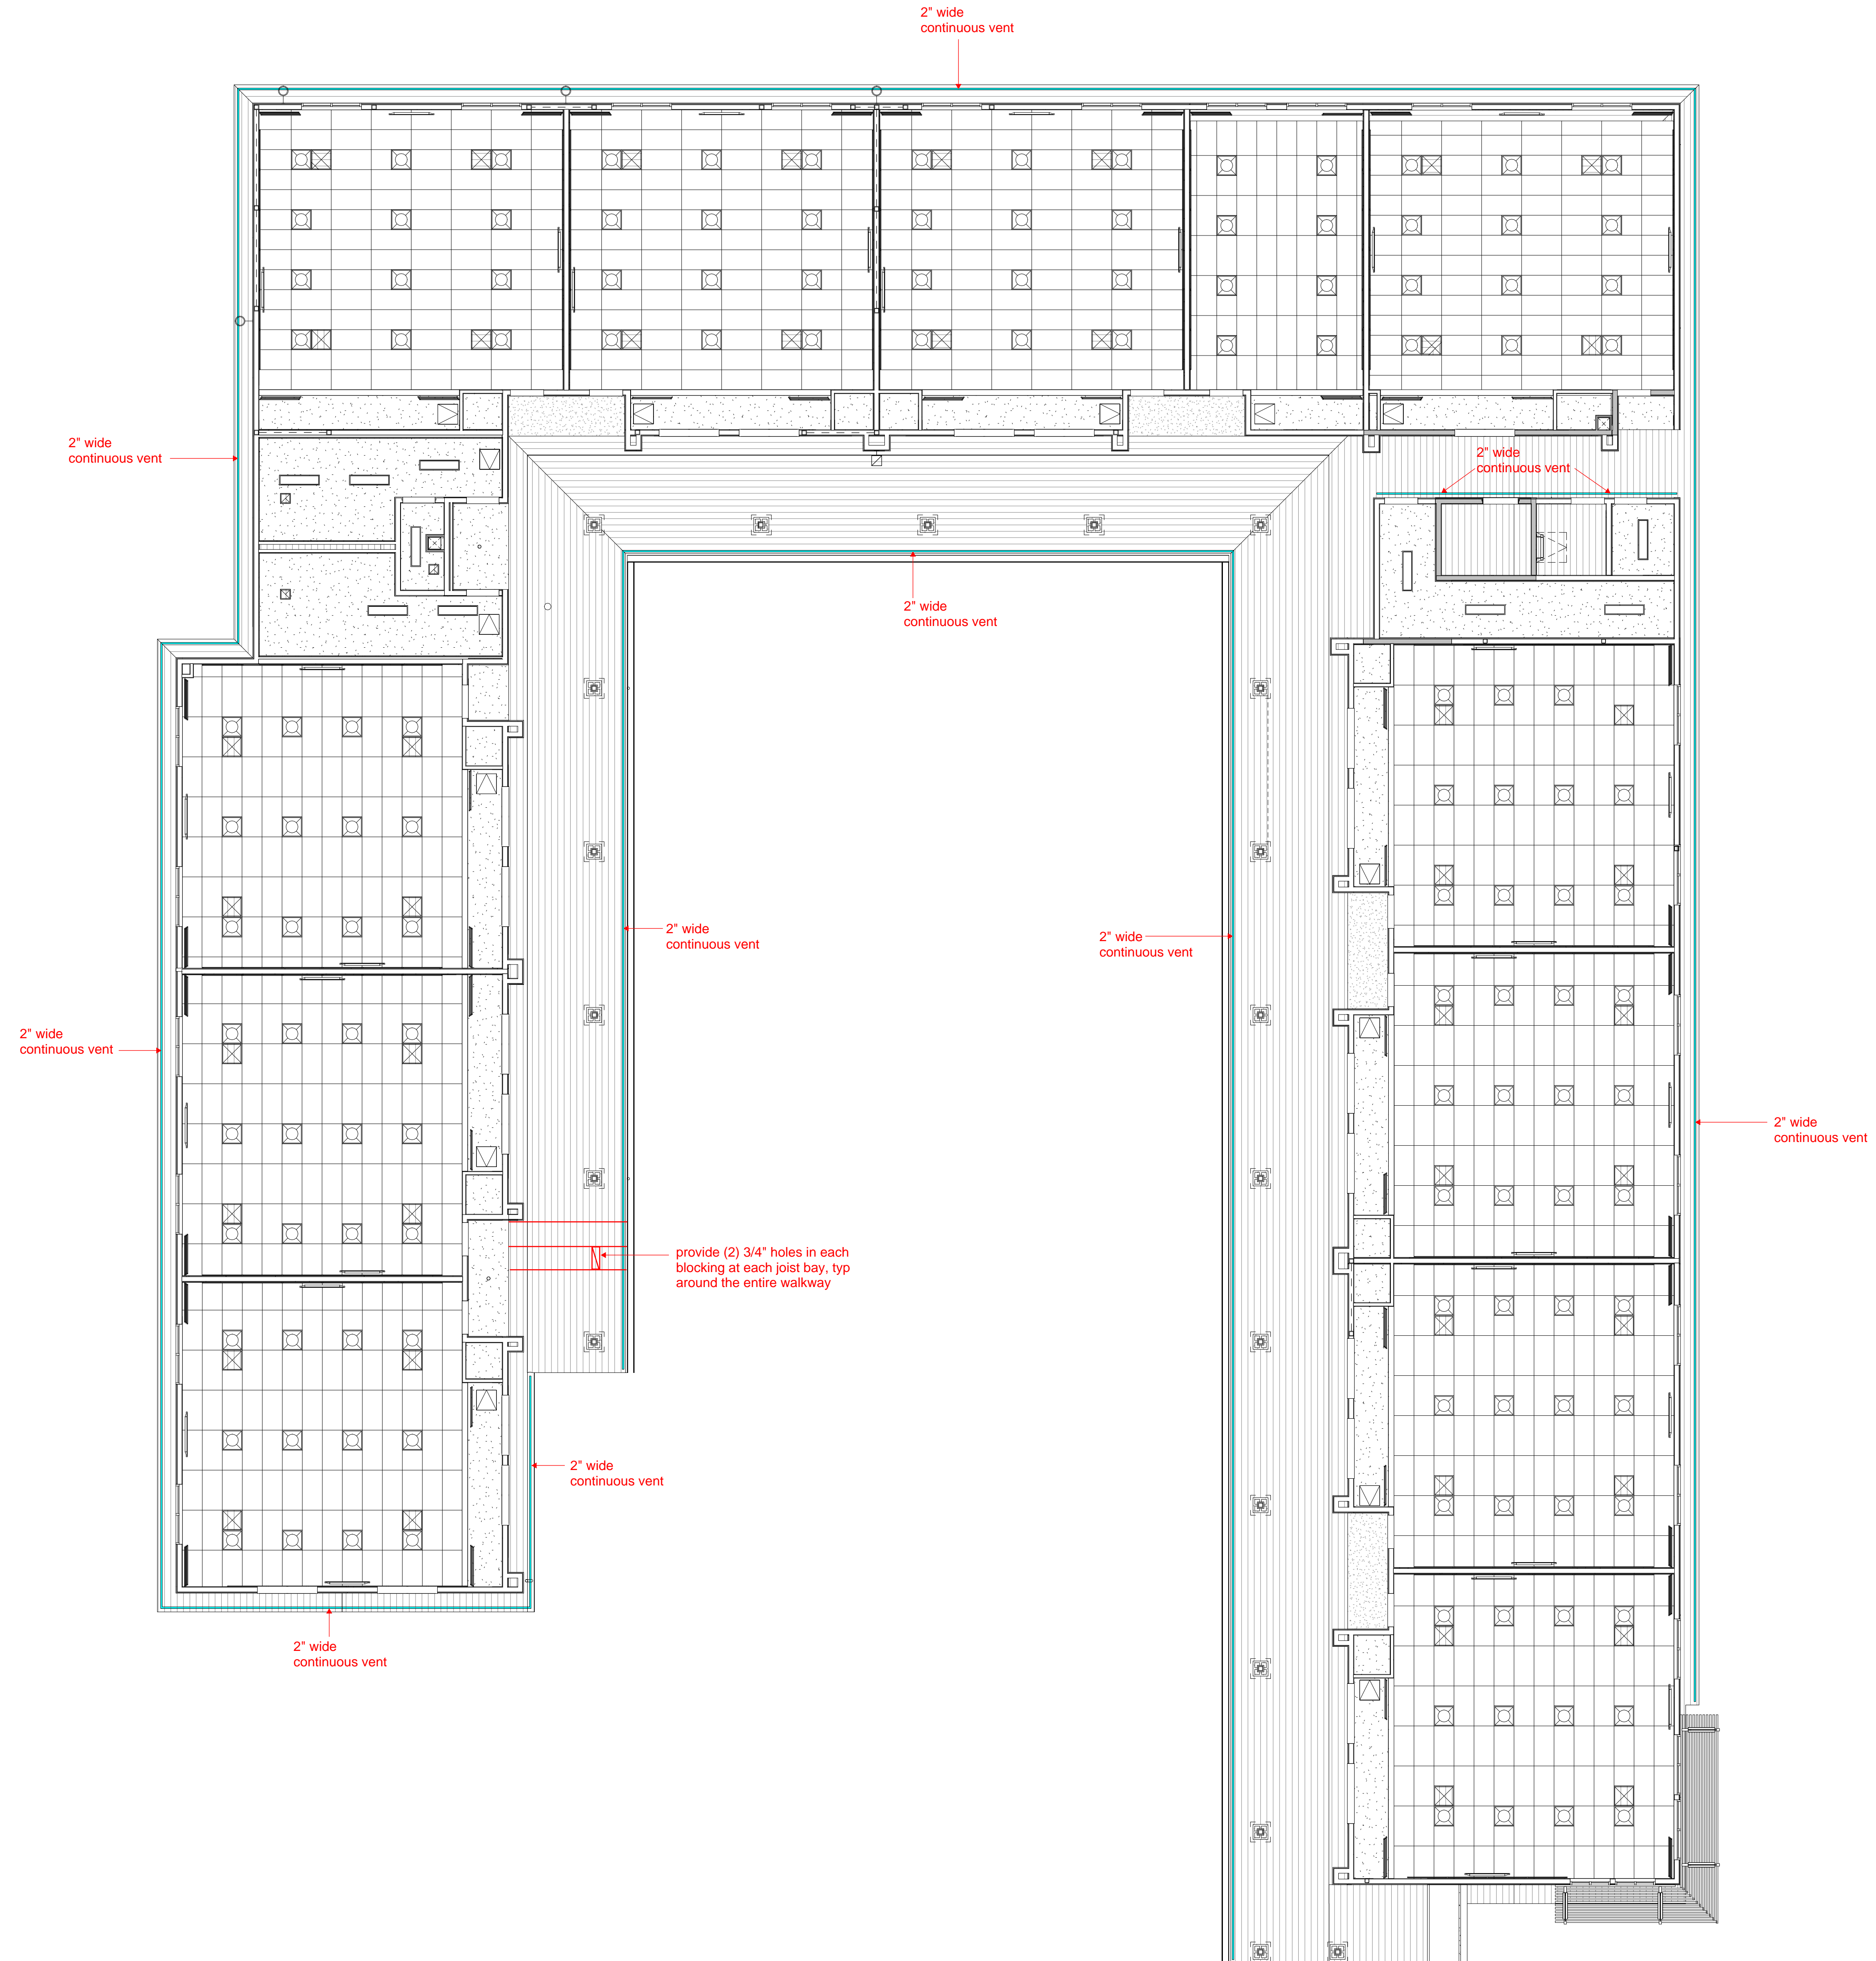 2" wide
continuous vent
2" wide
continuous vent
2" wide
continuous vent
2" wide
continuous vent
2" wide
continuous vent
2" wide
continuous vent
2" wide
continuous vent
2" wide
continuous vent
provide (2) 3/4" holes in each
blocking at each joist bay, typ
around the entire walkway
2" wide
continuous vent
2" wide
continuous vent